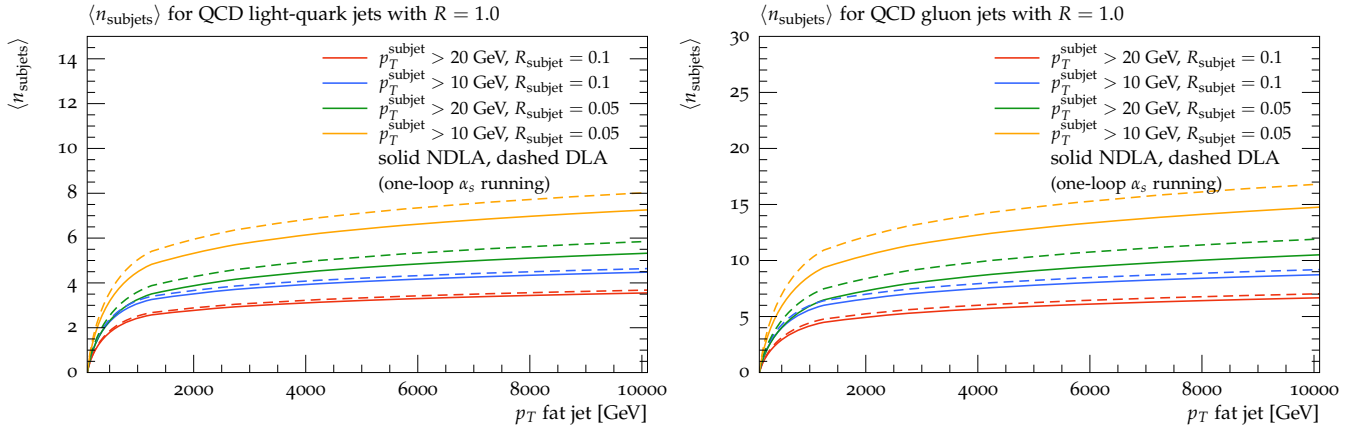 ⟨n_subjets⟩ for QCD light-quark jets with R = 1.0
⟨n_subjets⟩
14
12
10
8
6
4
2
0
p_T^subjet > 20 GeV, R_subjet = 0.1
p_T^subjet > 10 GeV, R_subjet = 0.1
p_T^subjet > 20 GeV, R_subjet = 0.05
p_T^subjet > 10 GeV, R_subjet = 0.05
solid NDLA, dashed DLA
(one-loop α_s running)
2000 4000 6000 8000 10000
p_T fat jet [GeV]
⟨n_subjets⟩ for QCD gluon jets with R = 1.0
⟨n_subjets⟩
30
25
20
15
10
5
0
p_T^subjet > 20 GeV, R_subjet = 0.1
p_T^subjet > 10 GeV, R_subjet = 0.1
p_T^subjet > 20 GeV, R_subjet = 0.05
p_T^subjet > 10 GeV, R_subjet = 0.05
solid NDLA, dashed DLA
(one-loop α_s running)
2000 4000 6000 8000 10000
p_T fat jet [GeV]